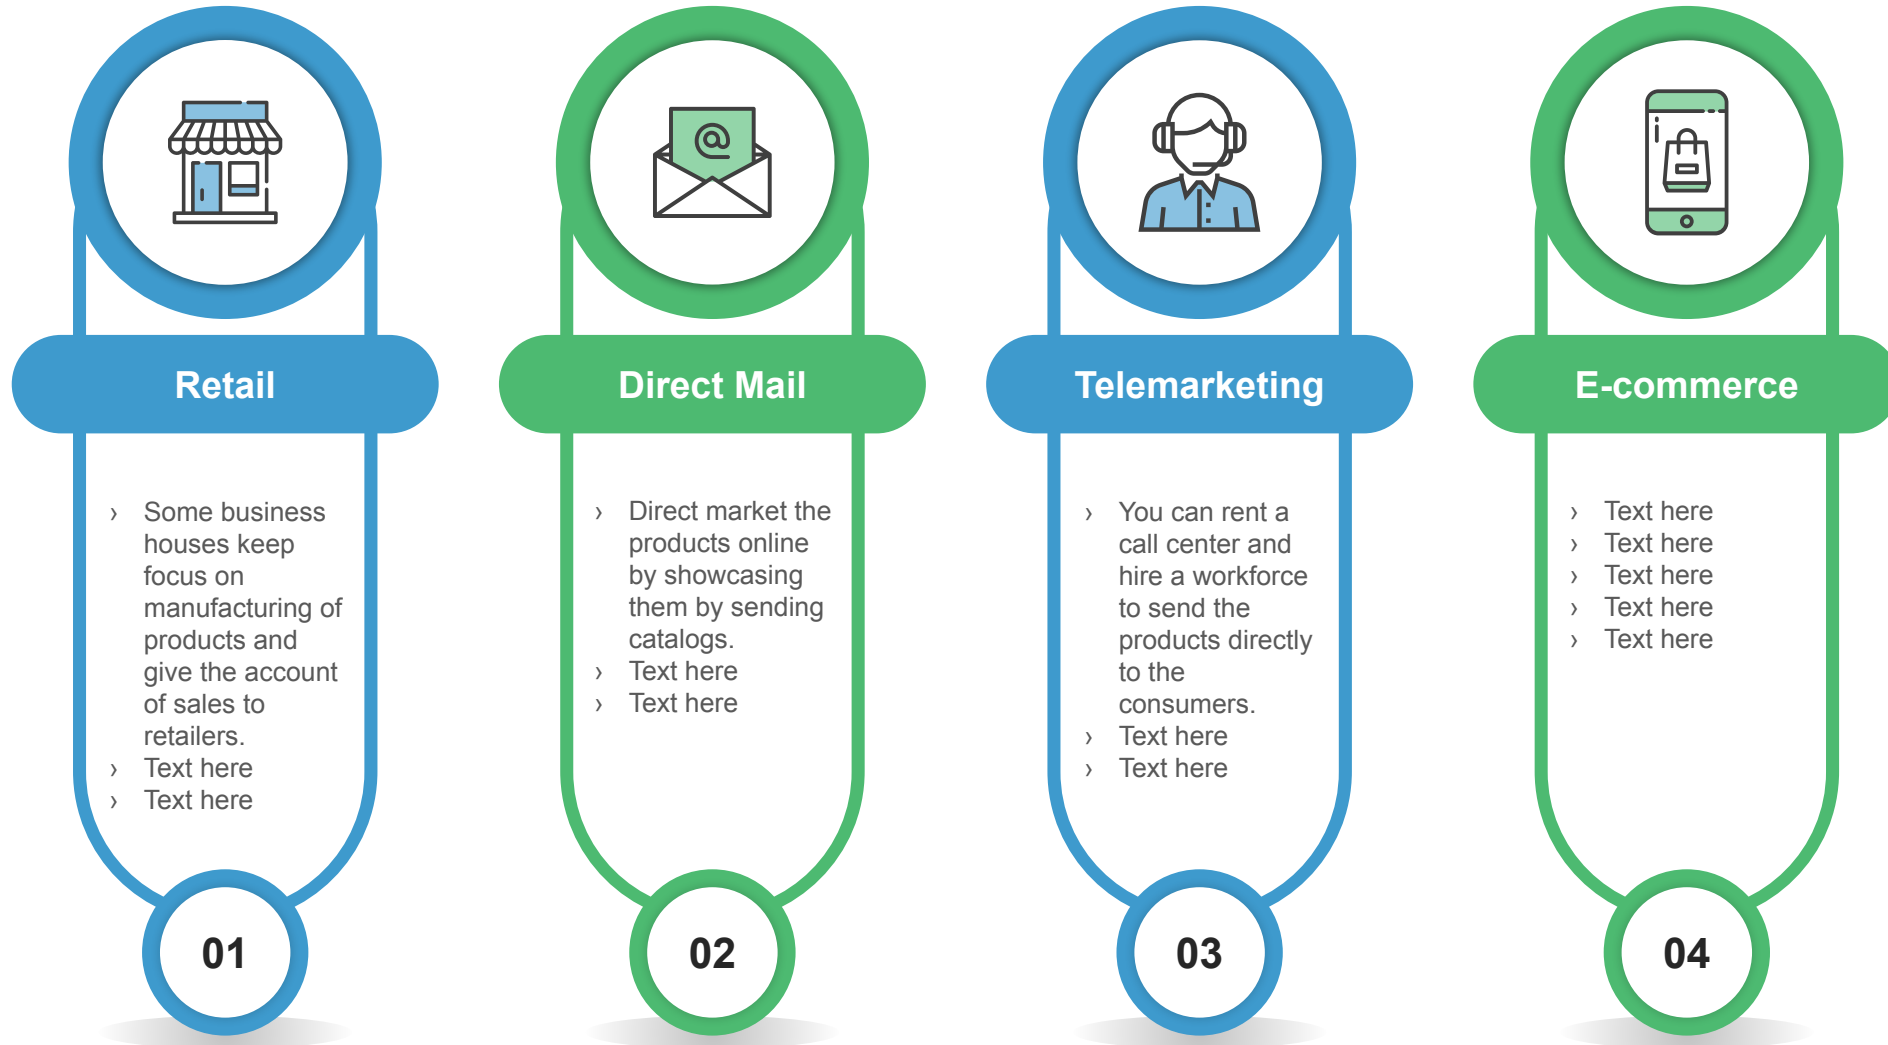 Retail
› Some business
houses keep
focus on
manufacturing of
products and
give the account
of sales to
retailers.
› Text here
› Text here
01
@
Direct Mail
› Direct market the
products online
by showcasing
them by sending
catalogs.
› Text here
› Text here
02
Telemarketing
› You can rent a
call center and
hire a workforce
to send the
products directly
to the
consumers.
› Text here
› Text here
03
E-commerce
› Text here
› Text here
› Text here
› Text here
› Text here
04